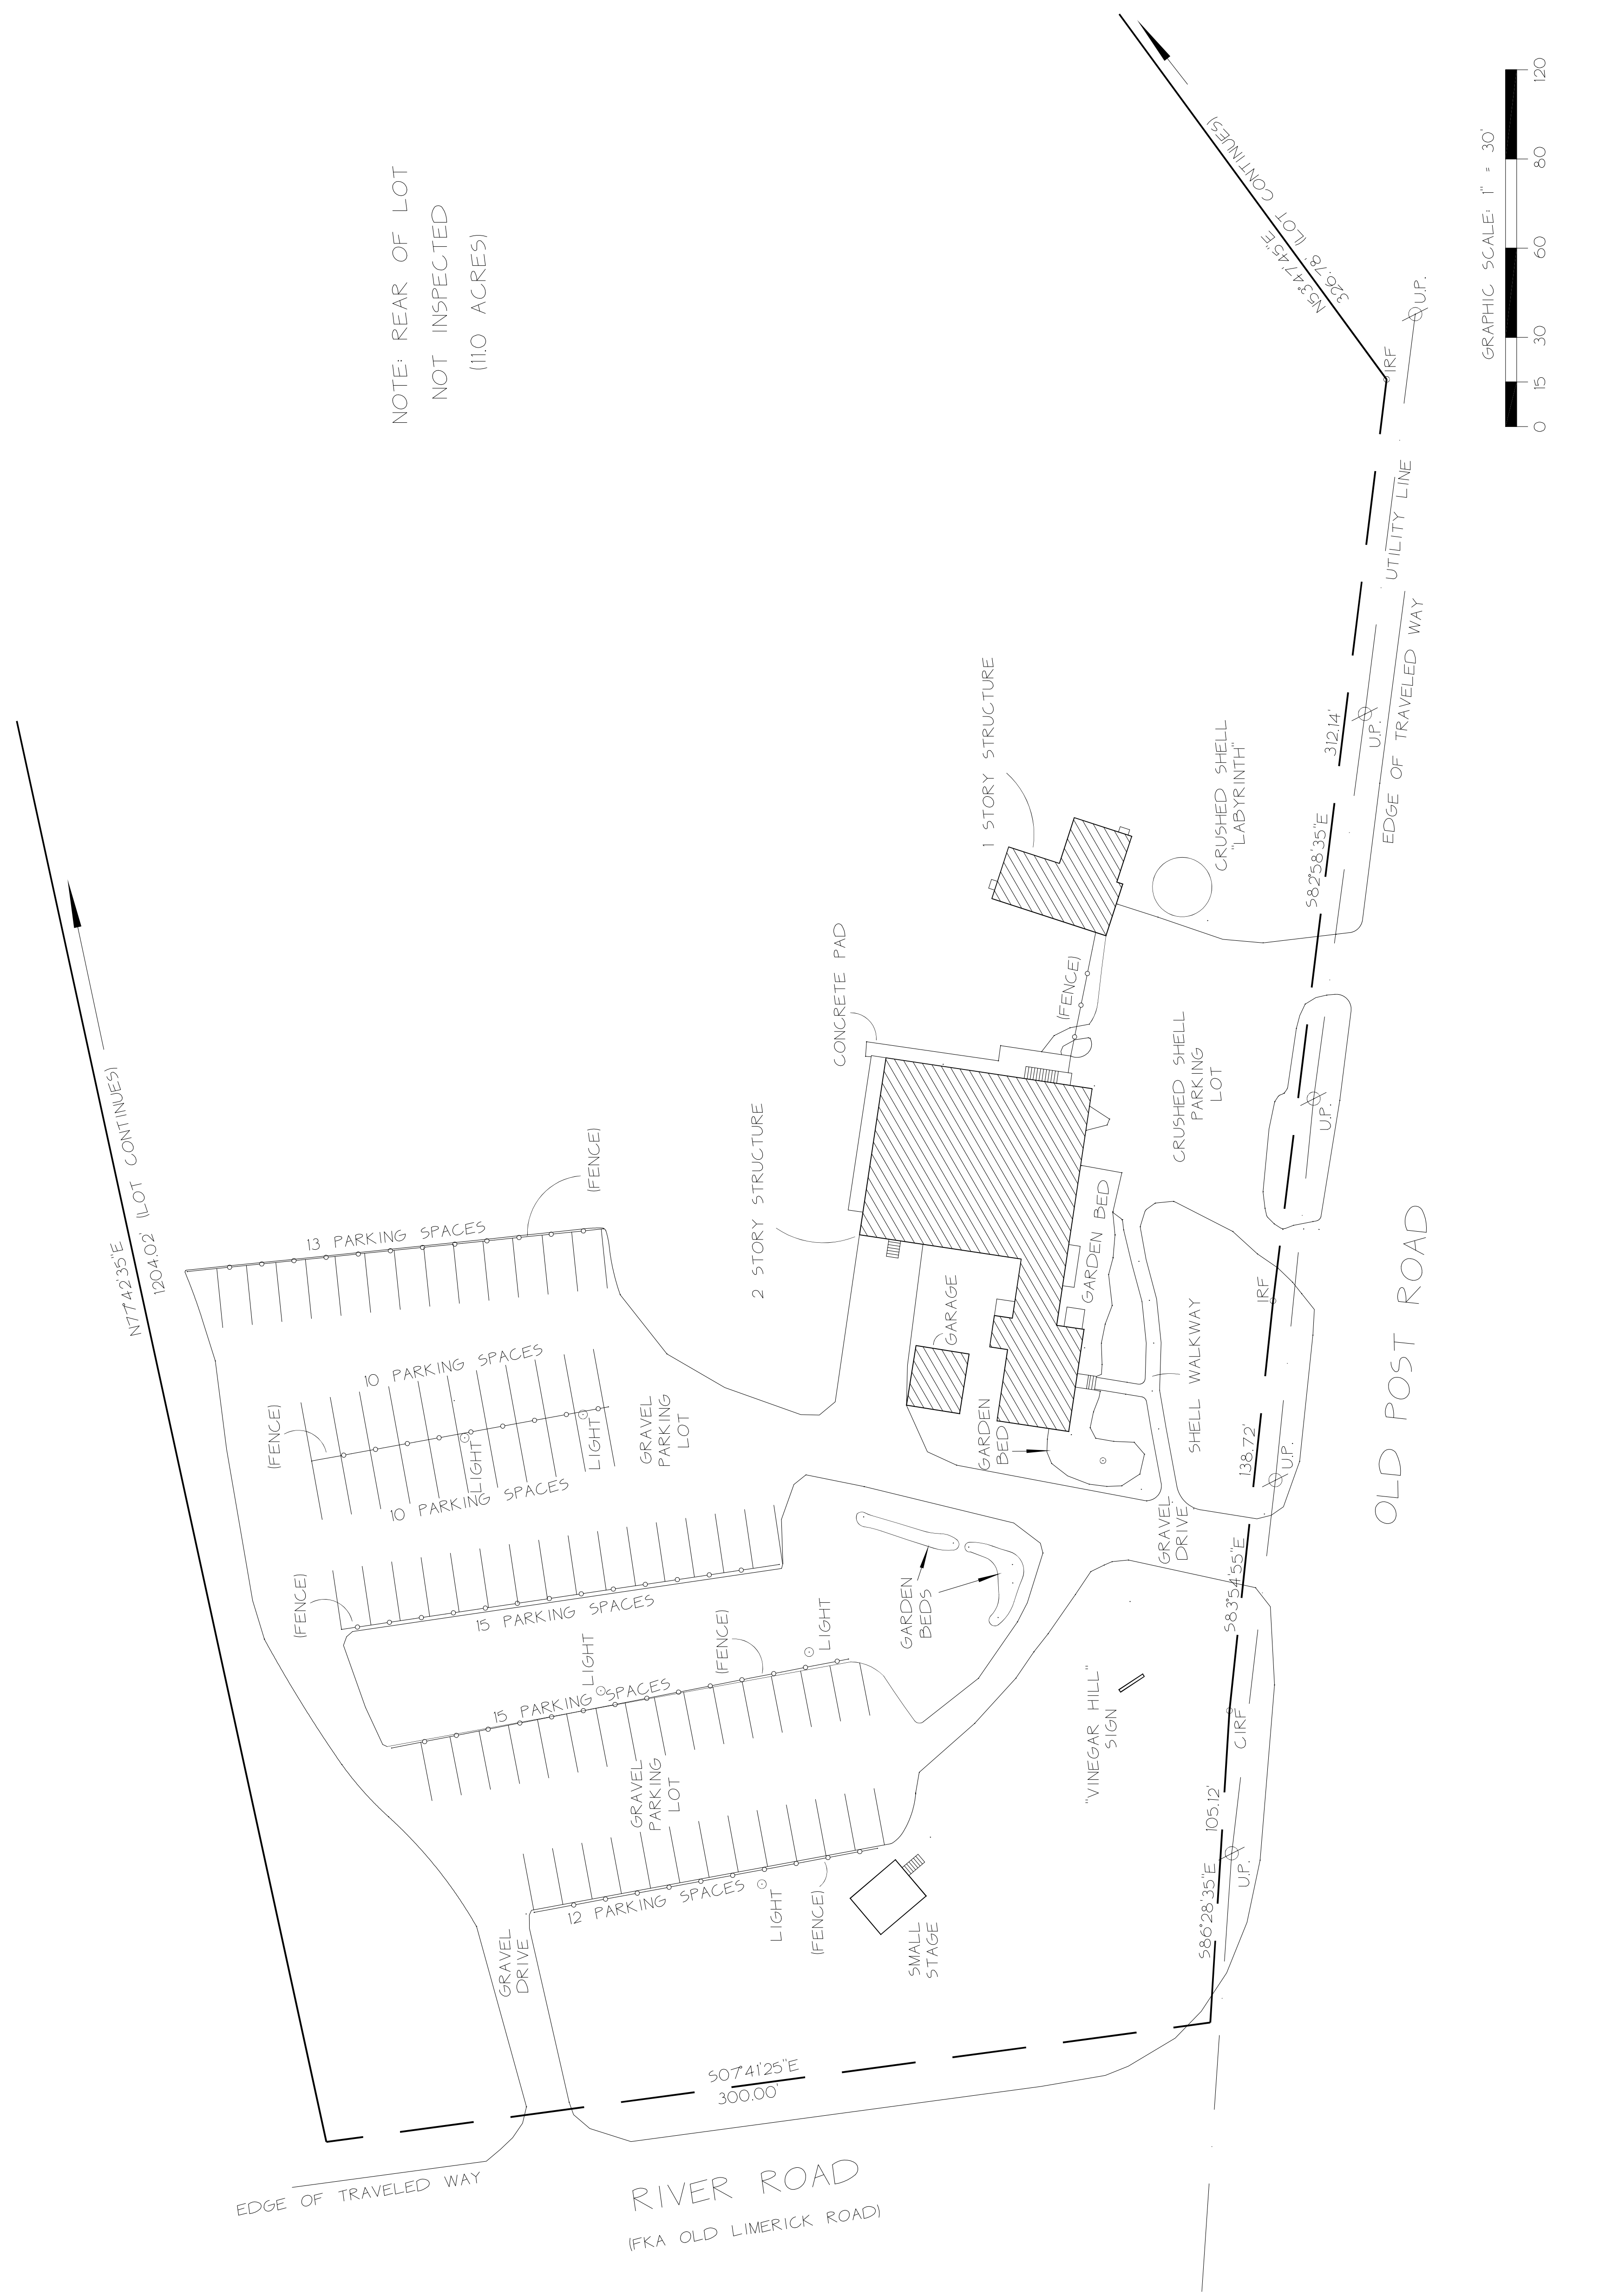 NOTE: REAR OF LOT
NOT INSPECTED
(11.0 ACRES)
N53°47'45"E
326.78' (LOT CONTINUES)
GRAPHIC SCALE: 1" = 30'
0 15 30 60 80 120
IRF
U.P.
UTILITY LINE
EDGE OF TRAVELED WAY
312.14'
U.P.
S82°58'35"E
1 STORY STRUCTURE
CRUSHED SHELL
"LABYRINTH"
CONCRETE PAD
(FENCE)
CRUSHED SHELL
PARKING
LOT
U.P.
N77°42'35"E
1204.02' (LOT CONTINUES)
(FENCE)
13 PARKING SPACES
2 STORY STRUCTURE
GARDEN BED
GARAGE
IRF
SHELL WALKWAY
OLD POST ROAD
10 PARKING SPACES
(FENCE)
LIGHT
LIGHT
GRAVEL
PARKING
LOT
10 PARKING SPACES
GARDEN
BED
138.72'
U.P.
GRAVEL
DRIVE
S83°54'55"E
(FENCE)
15 PARKING SPACES
LIGHT
(FENCE)
LIGHT
GARDEN
BEDS
15 PARKING SPACES
"VINEGAR HILL"
SIGN
CIRF
GRAVEL
PARKING
LOT
105.12'
U.P.
S86°28'35"E
12 PARKING SPACES
LIGHT
(FENCE)
SMALL
STAGE
GRAVEL
DRIVE
S07°41'25"E
300.00'
EDGE OF TRAVELED WAY
RIVER ROAD
(FKA OLD LIMERICK ROAD)